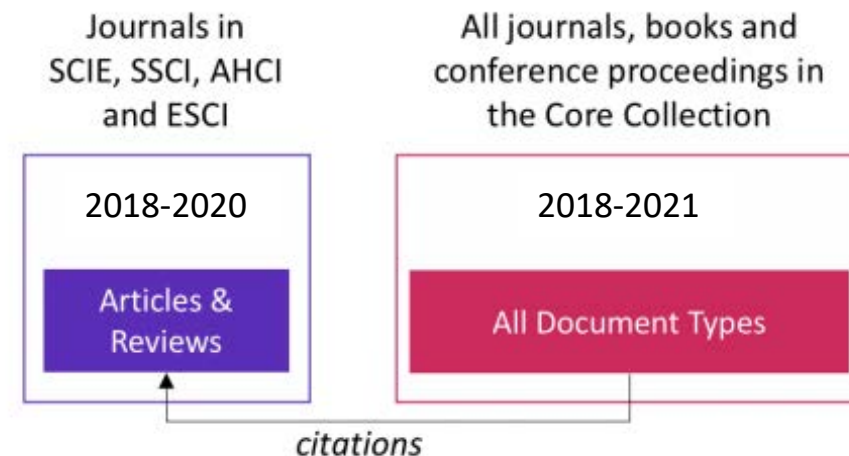 Journals in
SCIE, SSCI, AHCI
and ESCI
2018-2020
Articles &
Reviews
All journals, books and
conference proceedings in
the Core Collection
2018-2021
All Document Types
citations